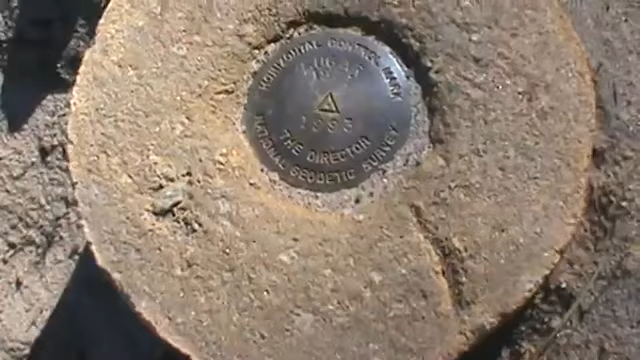 HORIZONTAL CONTROL MARK
THE DIRECTOR
NATIONAL GEODETIC SURVEY